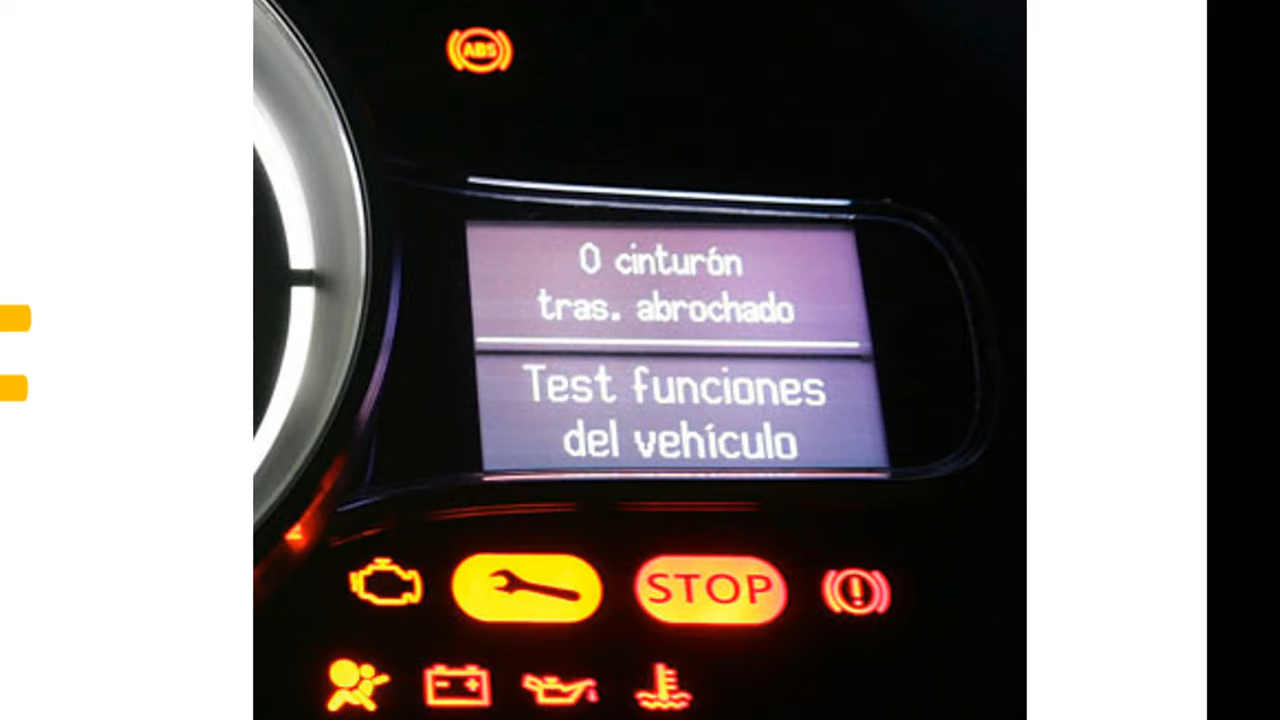 ABS
0 cinturón
tras. abrochado
Test funciones
del vehículo
STOP